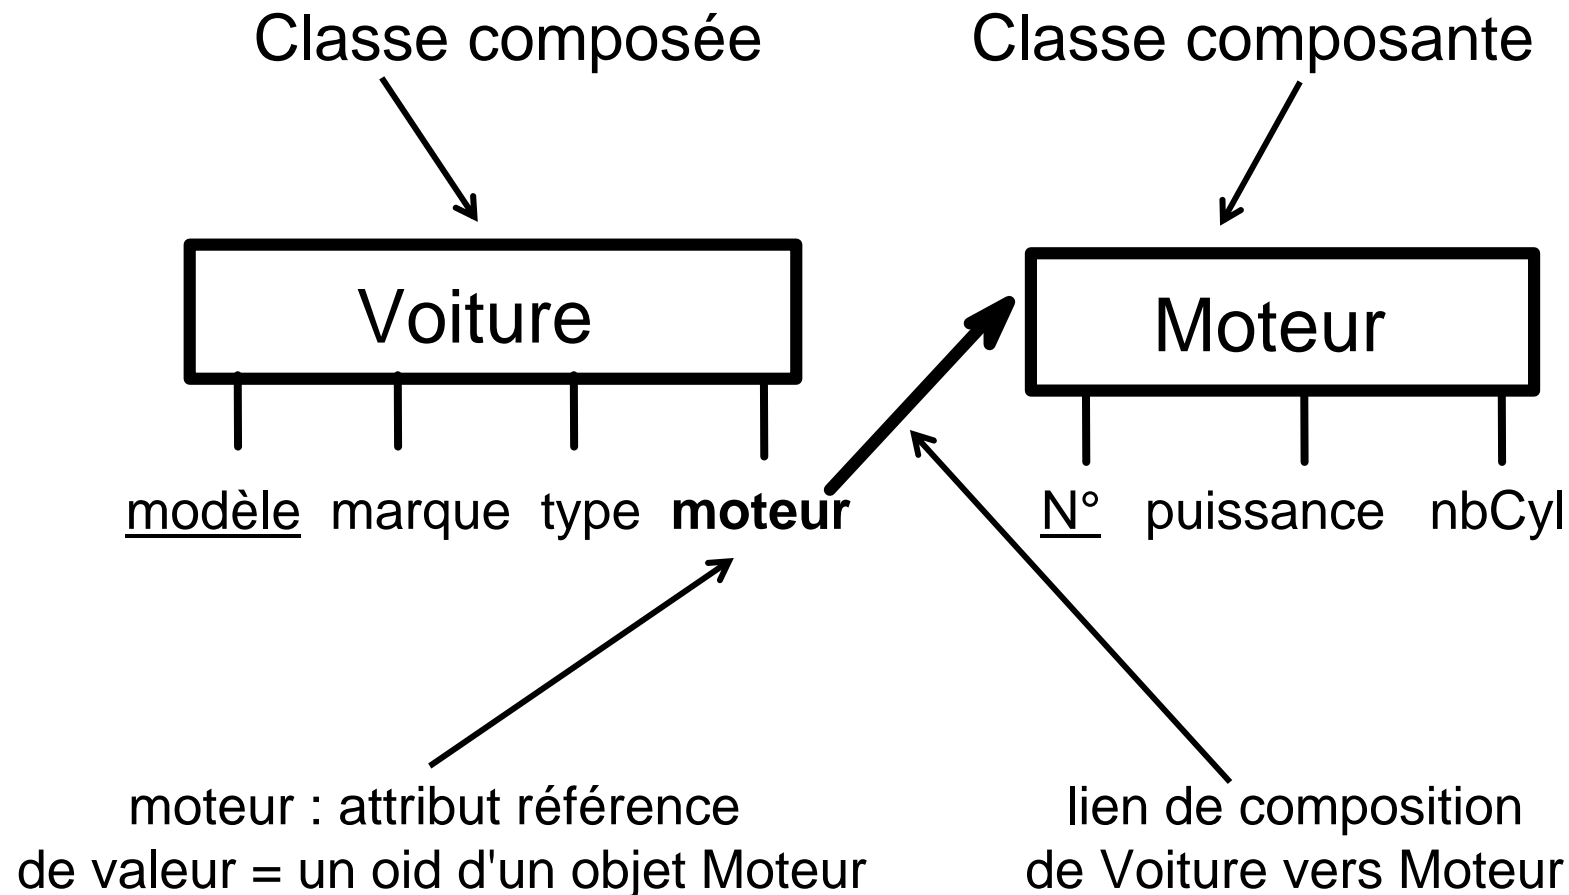 Classe composée
Classe composante
Voiture
Moteur
modèle marque type moteur
N° puissance nbCyl
moteur : attribut référence
de valeur = un oid d'un objet Moteur
lien de composition
de Voiture vers Moteur